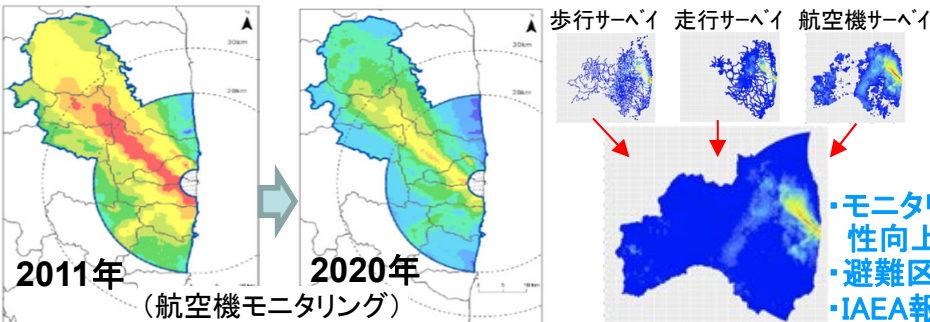 歩行サーベイ 走行サーベイ 航空機サーベイ
30km
20km
30km
20km
2011年
2020年
(航空機モニタリング)
・モニタリ
性向上
・避難区
・IAEA報